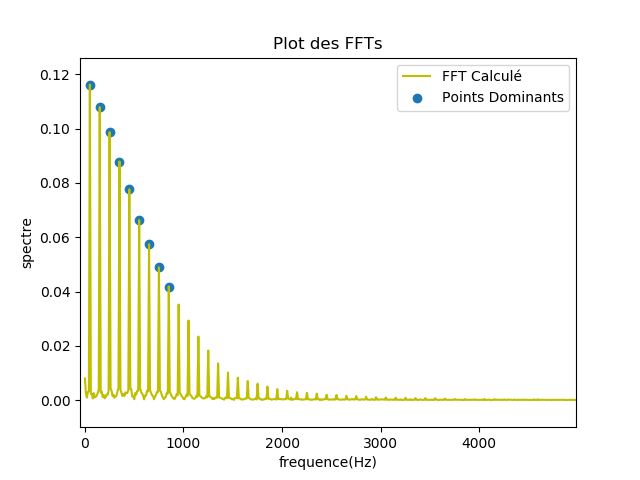 Plot des FFTs
FFT Calculé
Points Dominants
0.12
0.10
0.08
0.06
0.04
0.02
0.00
spectre
0 1000 2000 3000 4000
frequence(Hz)